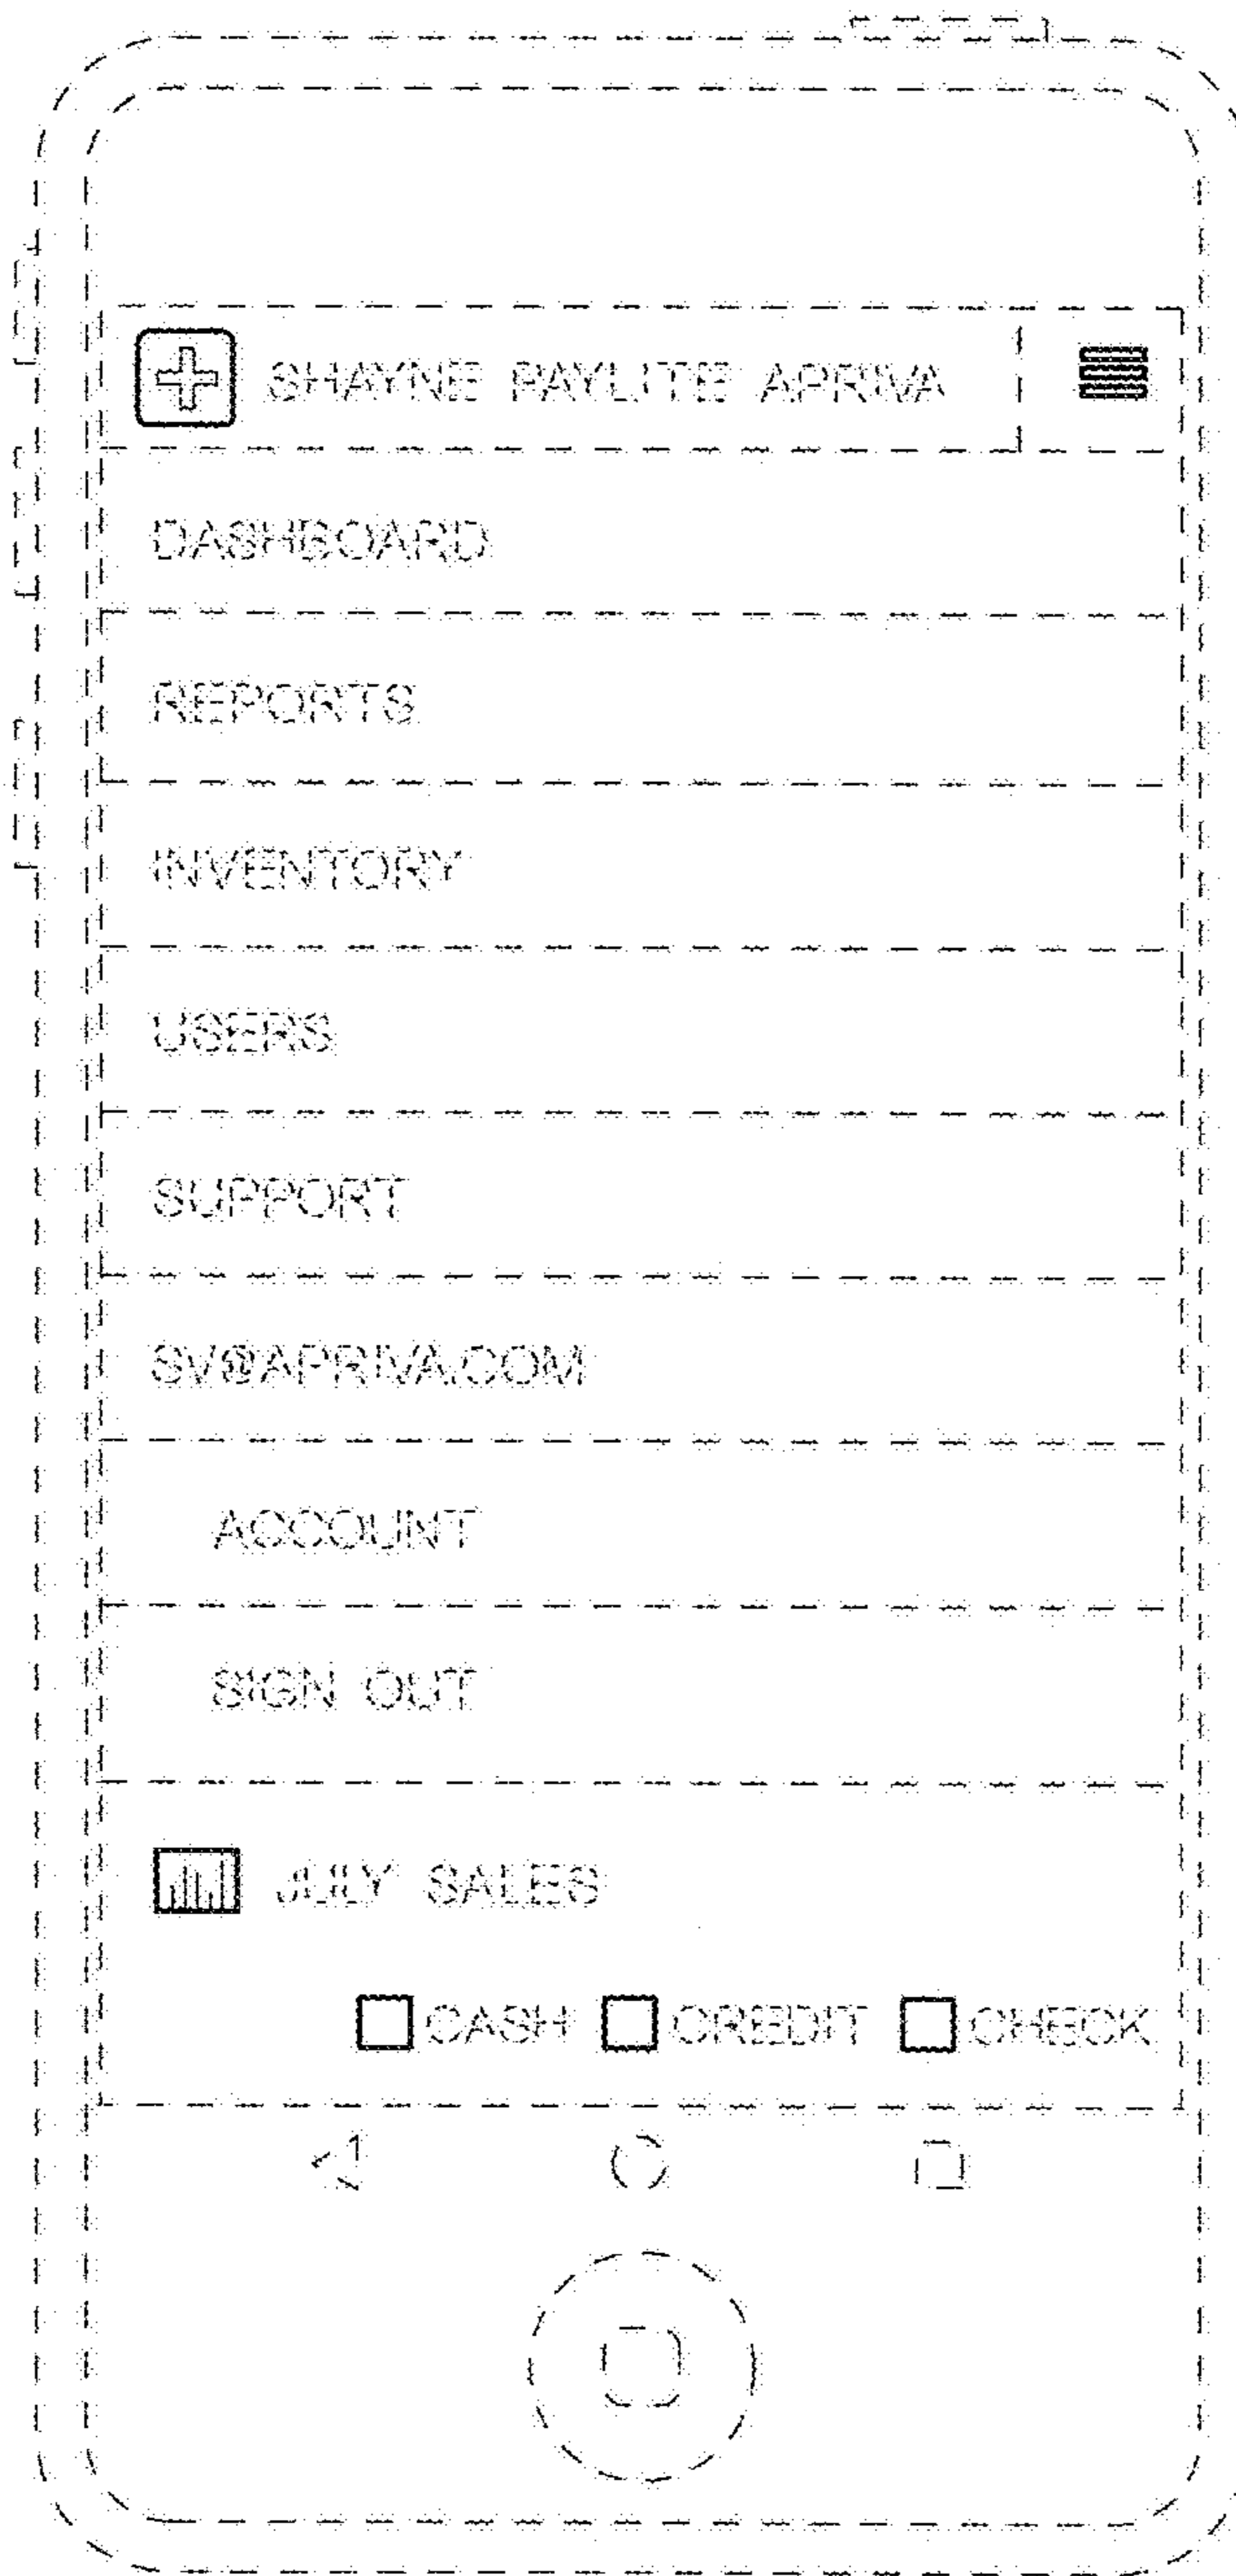 SHAYNE PAYLITE APRIVA
DASHBOARD
REPORTS
INVENTORY
USERS
SUPPORT
SV@APRIVA.COM
ACCOUNT
SIGN OUT
JULY SALES
CASH CREDIT CHECK